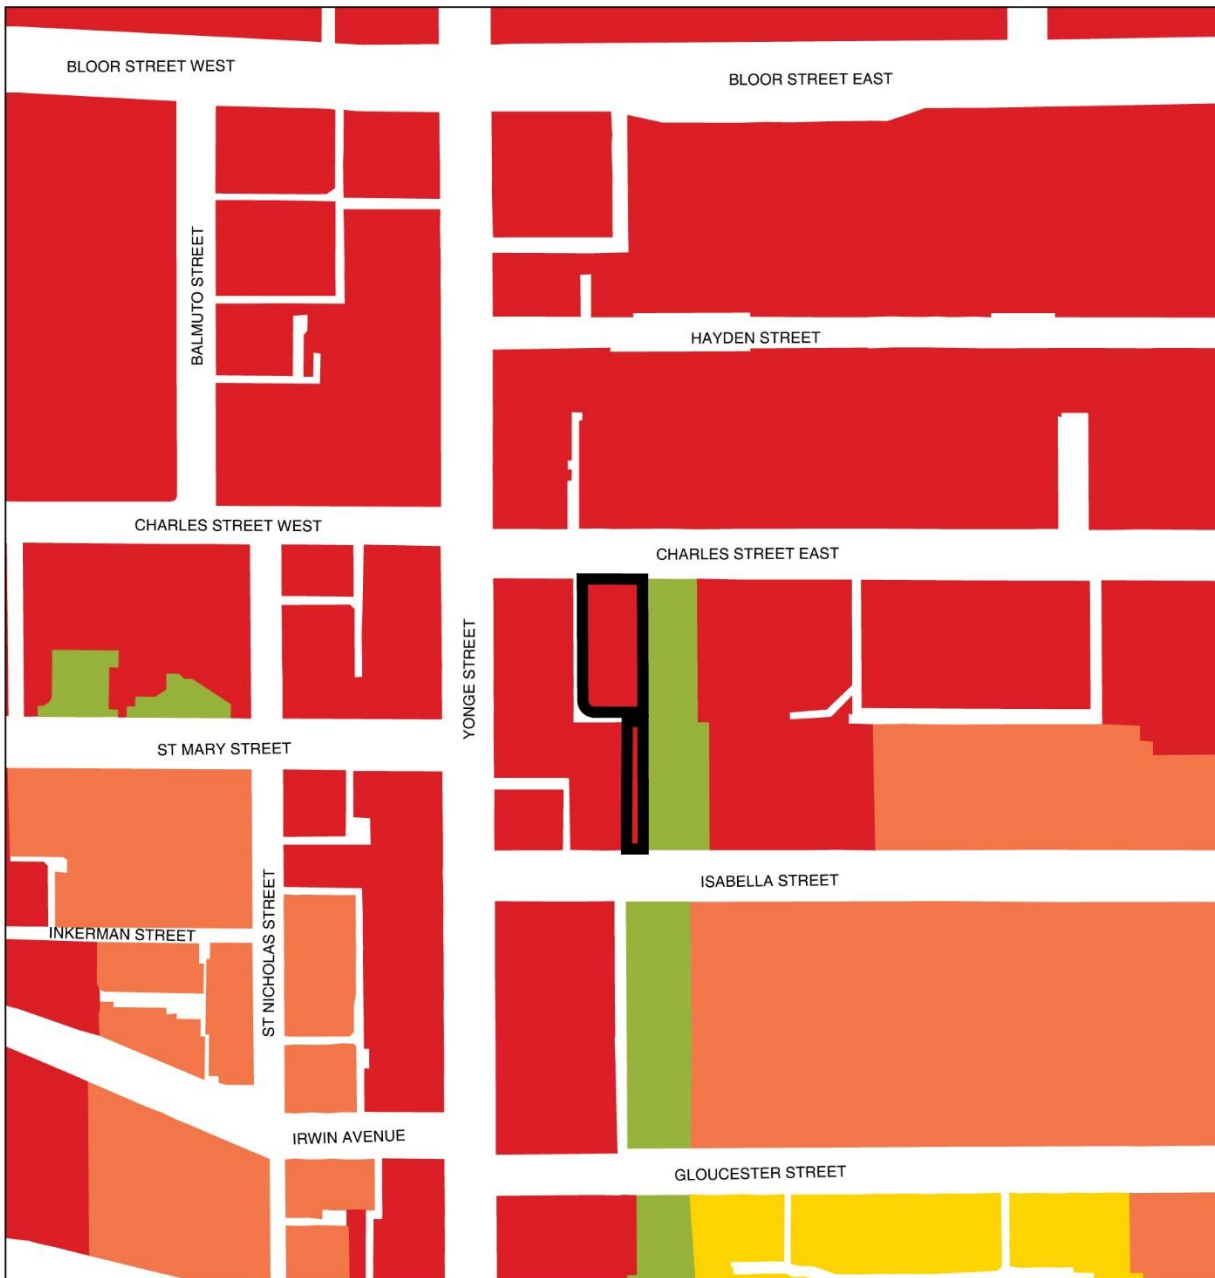 BLOOR STREET WEST
BLOOR STREET EAST
BALMUTO STREET
HAYDEN STREET
CHARLES STREET WEST
CHARLES STREET EAST
YONGE STREET
ST MARY STREET
ISABELLA STREET
ST NICHOLAS STREET
INKERMAN STREET
IRWIN AVENUE
GLOUCESTER STREET